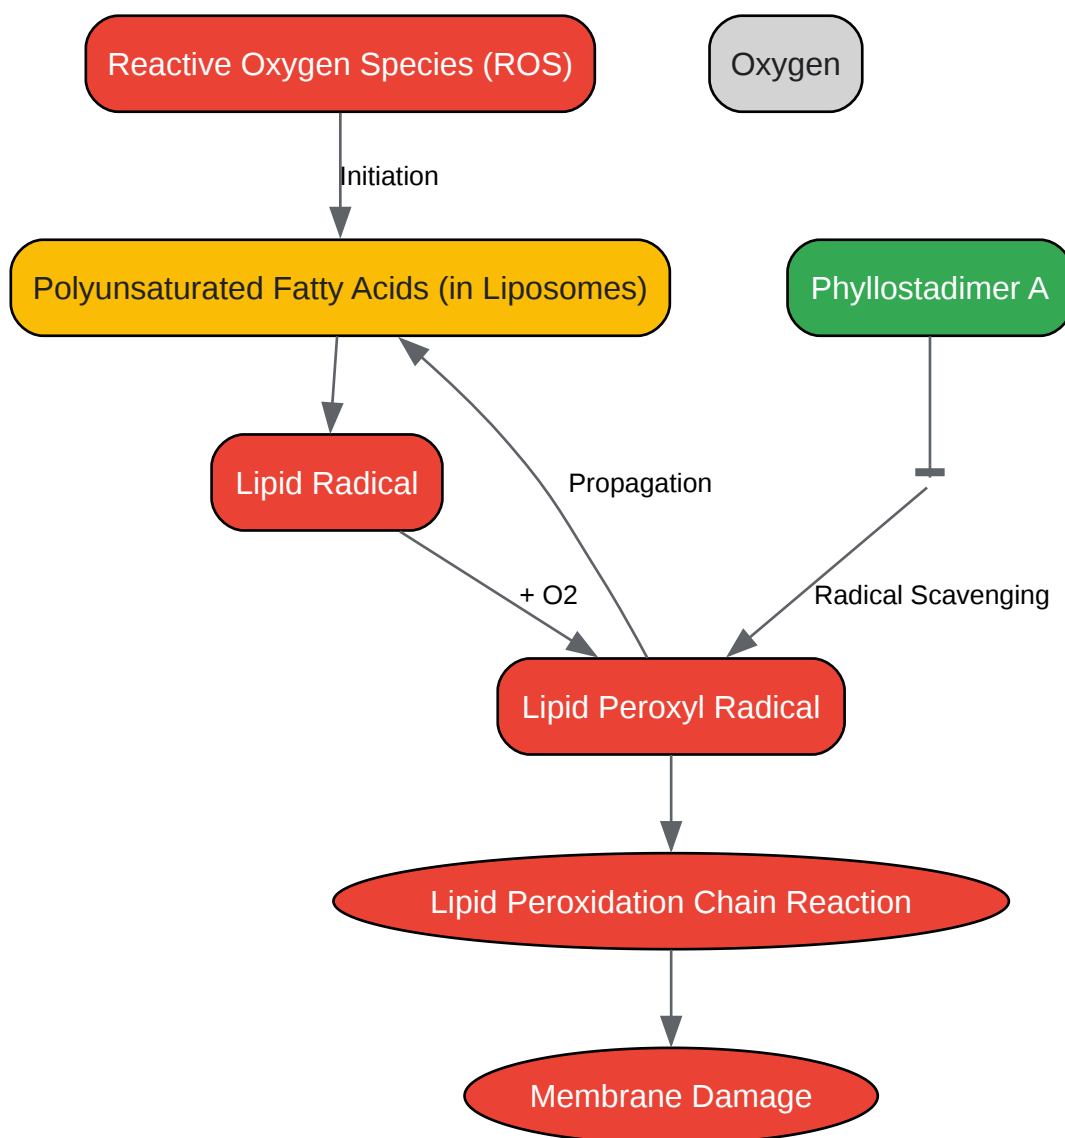 Reactive Oxygen Species (ROS)
Oxygen
Initiation
Polyunsaturated Fatty Acids (in Liposomes)
Phyllostadimer A
Lipid Radical
Propagation
+ O2
Radical Scavenging
Lipid Peroxyl Radical
Lipid Peroxidation Chain Reaction
Membrane Damage